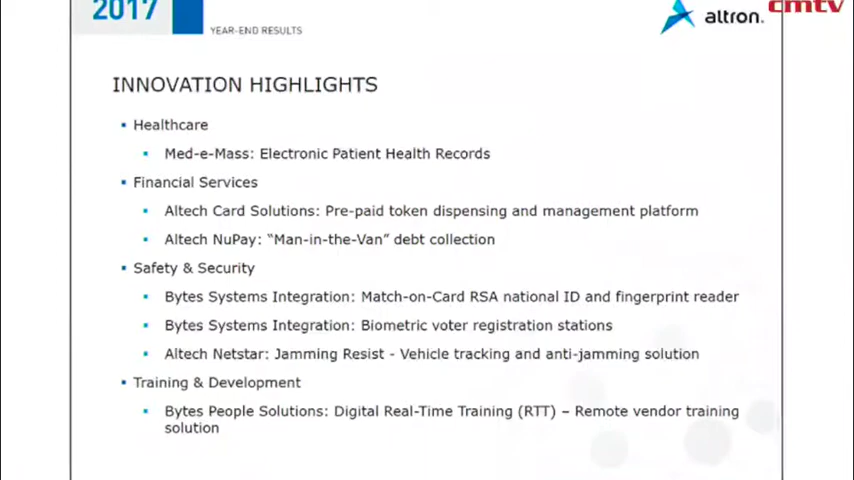 2017
YEAR-END RESULTS
altron.
cmtv
INNOVATION HIGHLIGHTS
▪ Healthcare
▪ Med-e-Mass: Electronic Patient Health Records
▪ Financial Services
▪ Altech Card Solutions: Pre-paid token dispensing and management platform
▪ Altech NuPay: “Man-in-the-Van” debt collection
▪ Safety & Security
▪ Bytes Systems Integration: Match-on-Card RSA national ID and fingerprint reader
▪ Bytes Systems Integration: Biometric voter registration stations
▪ Altech Netstar: Jamming Resist - Vehicle tracking and anti-jamming solution
▪ Training & Development
▪ Bytes People Solutions: Digital Real-Time Training (RTT) – Remote vendor training
solution